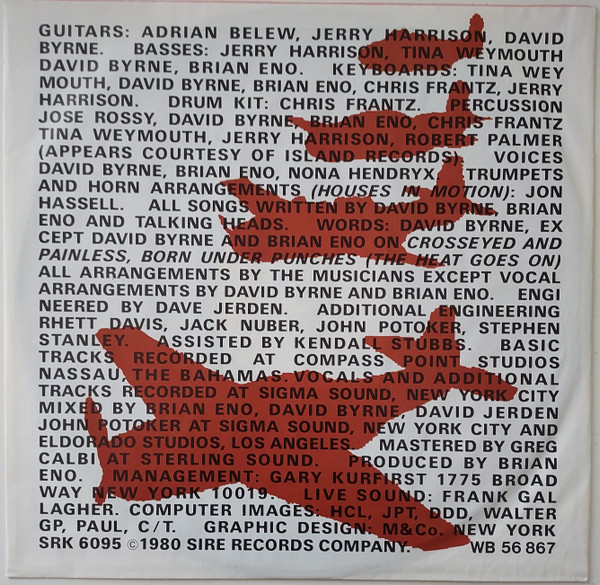 GUITARS: ADRIAN BELEW, JERRY HARRISON, DAVID
BYRNE. BASSES: JERRY HARRISON, TINA WEYMOUTH
DAVID BYRNE, BRIAN ENO. KEYBOARDS: TINA WEY
MOUTH, DAVID BYRNE, BRIAN ENO, CHRIS FRANTZ, JERRY
HARRISON. DRUM KIT: CHRIS FRANTZ. PERCUSSION
JOSE ROSSY, DAVID BYRNE, BRIAN ENO, CHRIS FRANTZ
TINA WEYMOUTH, JERRY HARRISON, ROBERT PALMER
(APPEARS COURTESY OF ISLAND RECORDS). VOICES
DAVID BYRNE, BRIAN ENO, NONA HENDRYX. TRUMPETS
AND HORN ARRANGEMENTS (HOUSES IN MOTION): JON
HASSELL. ALL SONGS WRITTEN BY DAVID BYRNE, BRIAN
ENO AND TALKING HEADS. WORDS: DAVID BYRNE, EX
CEPT DAVID BYRNE AND BRIAN ENO ON CROSSEYED AND
PAINLESS, BORN UNDER PUNCHES (THE HEAT GOES ON)
ALL ARRANGEMENTS BY THE MUSICIANS EXCEPT VOCAL
ARRANGEMENTS BY DAVID BYRNE AND BRIAN ENO. ENGI
NEERED BY DAVE JERDEN. ADDITIONAL ENGINEERING
RHETT DAVIS, JACK NUBER, JOHN POTOKER, STEPHEN
STANLEY. ASSISTED BY KENDALL STUBBS. BASIC
TRACKS RECORDED AT COMPASS POINT STUDIOS
NASSAU, THE BAHAMAS. VOCALS AND ADDITIONAL
TRACKS RECORDED AT SIGMA SOUND, NEW YORK CITY
MIXED BY BRIAN ENO, DAVID BYRNE, DAVID JERDEN
JOHN POTOKER AT SIGMA SOUND, NEW YORK CITY AND
ELDORADO STUDIOS, LOS ANGELES. MASTERED BY GREG
CALBI AT STERLING SOUND. PRODUCED BY BRIAN
ENO. MANAGEMENT: GARY KURFIRST 1775 BROAD
WAY NEW YORK 10019. LIVE SOUND: FRANK GAL
LAGHER. COMPUTER IMAGES: HCL, JPT, DDD, WALTER
GP, PAUL, C/T. GRAPHIC DESIGN: M&Co. NEW YORK
SRK 6095 ©1980 SIRE RECORDS COMPANY. WB 56 867